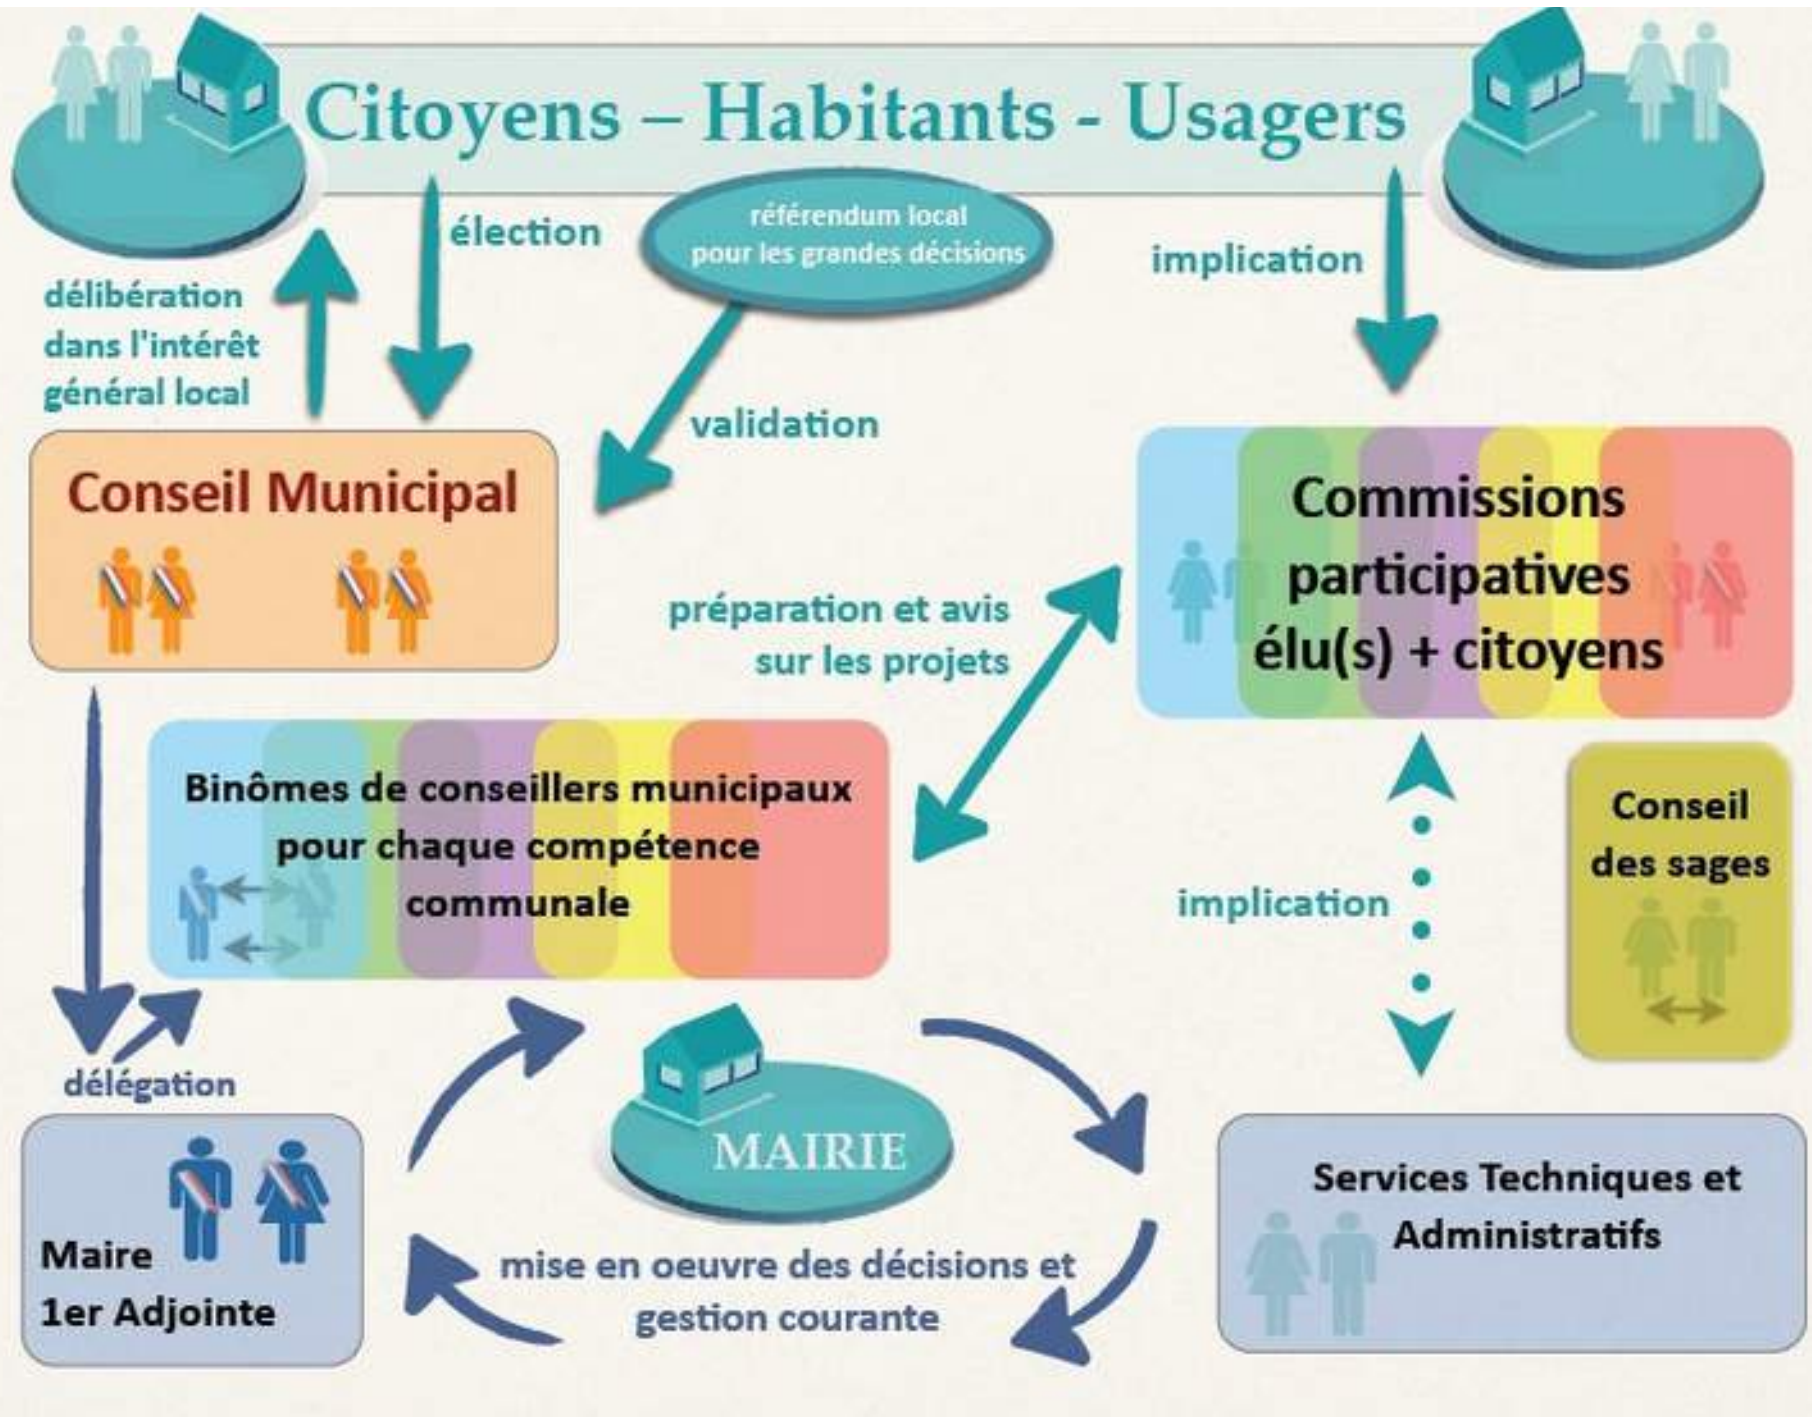 Citoyens – Habitants - Usagers
élection
référendum local
pour les grandes décisions
implication
délibération
dans l'intérêt
général local
validation
Conseil Municipal
Commissions
participatives
élu(s) + citoyens
préparation et avis
sur les projets
Binômes de conseillers municipaux
pour chaque compétence
communale
Conseil
des sages
implication
délégation
MAIRIE
Maire
1er Adjointe
mise en oeuvre des décisions et
gestion courante
Services Techniques et
Administratifs